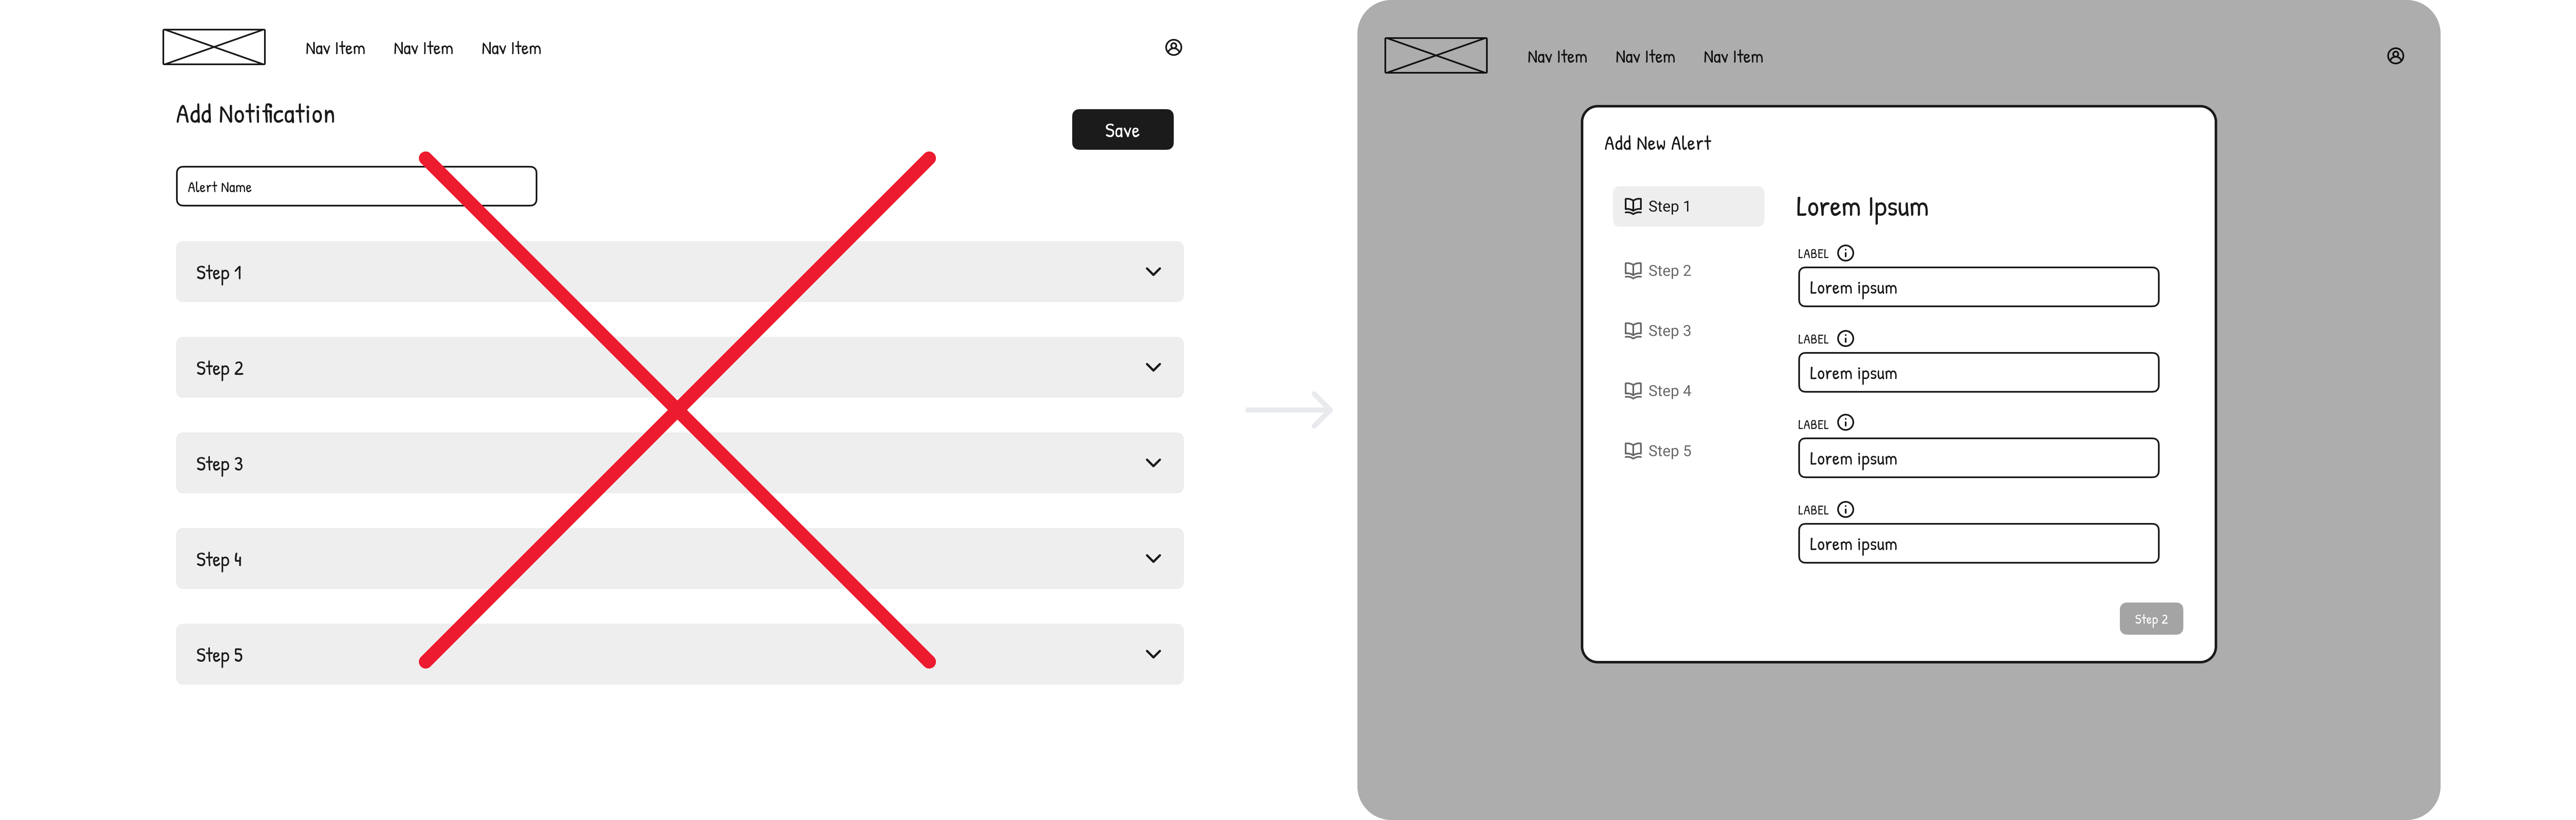 Nav Item Nav Item Nav Item
Add Notification
Save
Alert Name
Step 1
Step 2
Step 3
Step 4
Step 5
Nav Item Nav Item Nav Item
Add New Alert
Step 1
Step 2
Step 3
Step 4
Step 5
Lorem Ipsum
LABEL
Lorem ipsum
LABEL
Lorem ipsum
LABEL
Lorem ipsum
LABEL
Lorem ipsum
Step 2